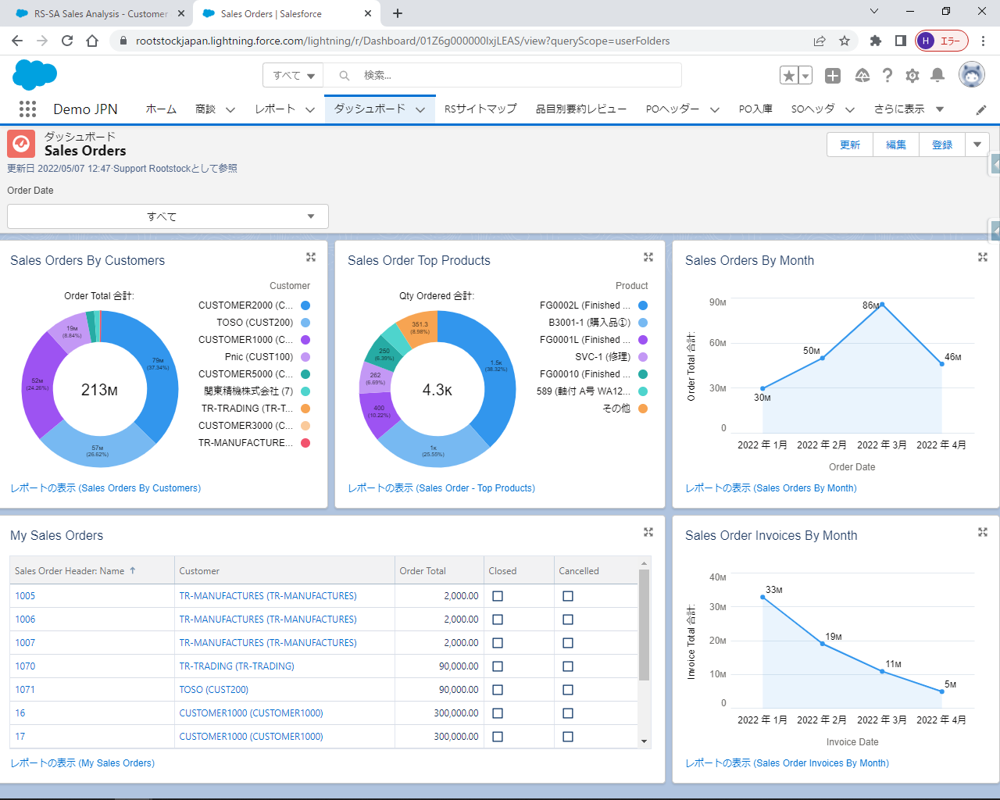 RS-SA Sales Analysis - Customer
Sales Orders | Salesforce
rootstockjapan.lightning.force.com/lightning/r/Dashboard/01Z6g000000IxjLEAS/view?queryScope=userFolders
H エラー
すべて
検索...
Demo JPN
ホーム
商談
レポート
ダッシュボード
RSサイトマップ
品目別要約レビュー
POヘッダー
PO入庫
SOヘッダ
さらに表示
ダッシュボード
Sales Orders
更新日 2022/05/07 12:47·Support Rootstockとして参照
更新
編集
登録
Order Date
すべて
Sales Orders By Customers
Order Total 合計:
Customer
CUSTOMER2000 (C...
TOSO (CUST200)
CUSTOMER1000 (C...
Pnic (CUST100)
CUSTOMER5000 (C...
関東精機株式会社 (7)
TR-TRADING (TR-T...
CUSTOMER3000 (C...
TR-MANUFACTURE...
213M
79M
(37.34%)
57M
(26.62%)
52M
(24.26%)
19M
(8.84%)
レポートの表示 (Sales Orders By Customers)
Sales Order Top Products
Qty Ordered 合計:
Product
FG0002L (Finished ...
B3001-1 (購入品①)
FG0001L (Finished ...
SVC-1 (修理)
FG00010 (Finished ...
589 (軸付 A号 WA12...
その他
4.3K
1.5K
(38.32%)
1K
(25.55%)
400
(10.22%)
262
(6.69%)
250
(6.39%)
351.3
(8.98%)
レポートの表示 (Sales Order - Top Products)
Sales Orders By Month
Order Total 合計:
90M
60M
30M
0
30M
50M
86M
46M
2022 年 1月
2022 年 2月
2022 年 3月
2022 年 4月
Order Date
レポートの表示 (Sales Orders By Month)
My Sales Orders
Sales Order Header: Name ↑ Customer Order Total Closed Cancelled
1005 TR-MANUFACTURES (TR-MANUFACTURES) 2,000.00
1006 TR-MANUFACTURES (TR-MANUFACTURES) 2,000.00
1007 TR-MANUFACTURES (TR-MANUFACTURES) 2,000.00
1070 TR-TRADING (TR-TRADING) 90,000.00
1071 TOSO (CUST200) 90,000.00
16 CUSTOMER1000 (CUSTOMER1000) 300,000.00
17 CUSTOMER1000 (CUSTOMER1000) 300,000.00
レポートの表示 (My Sales Orders)
Sales Order Invoices By Month
Invoice Total 合計:
40M
30M
20M
10M
0
33M
19M
11M
5M
2022 年 1月
2022 年 2月
2022 年 3月
2022 年 4月
Invoice Date
レポートの表示 (Sales Order Invoices By Month)